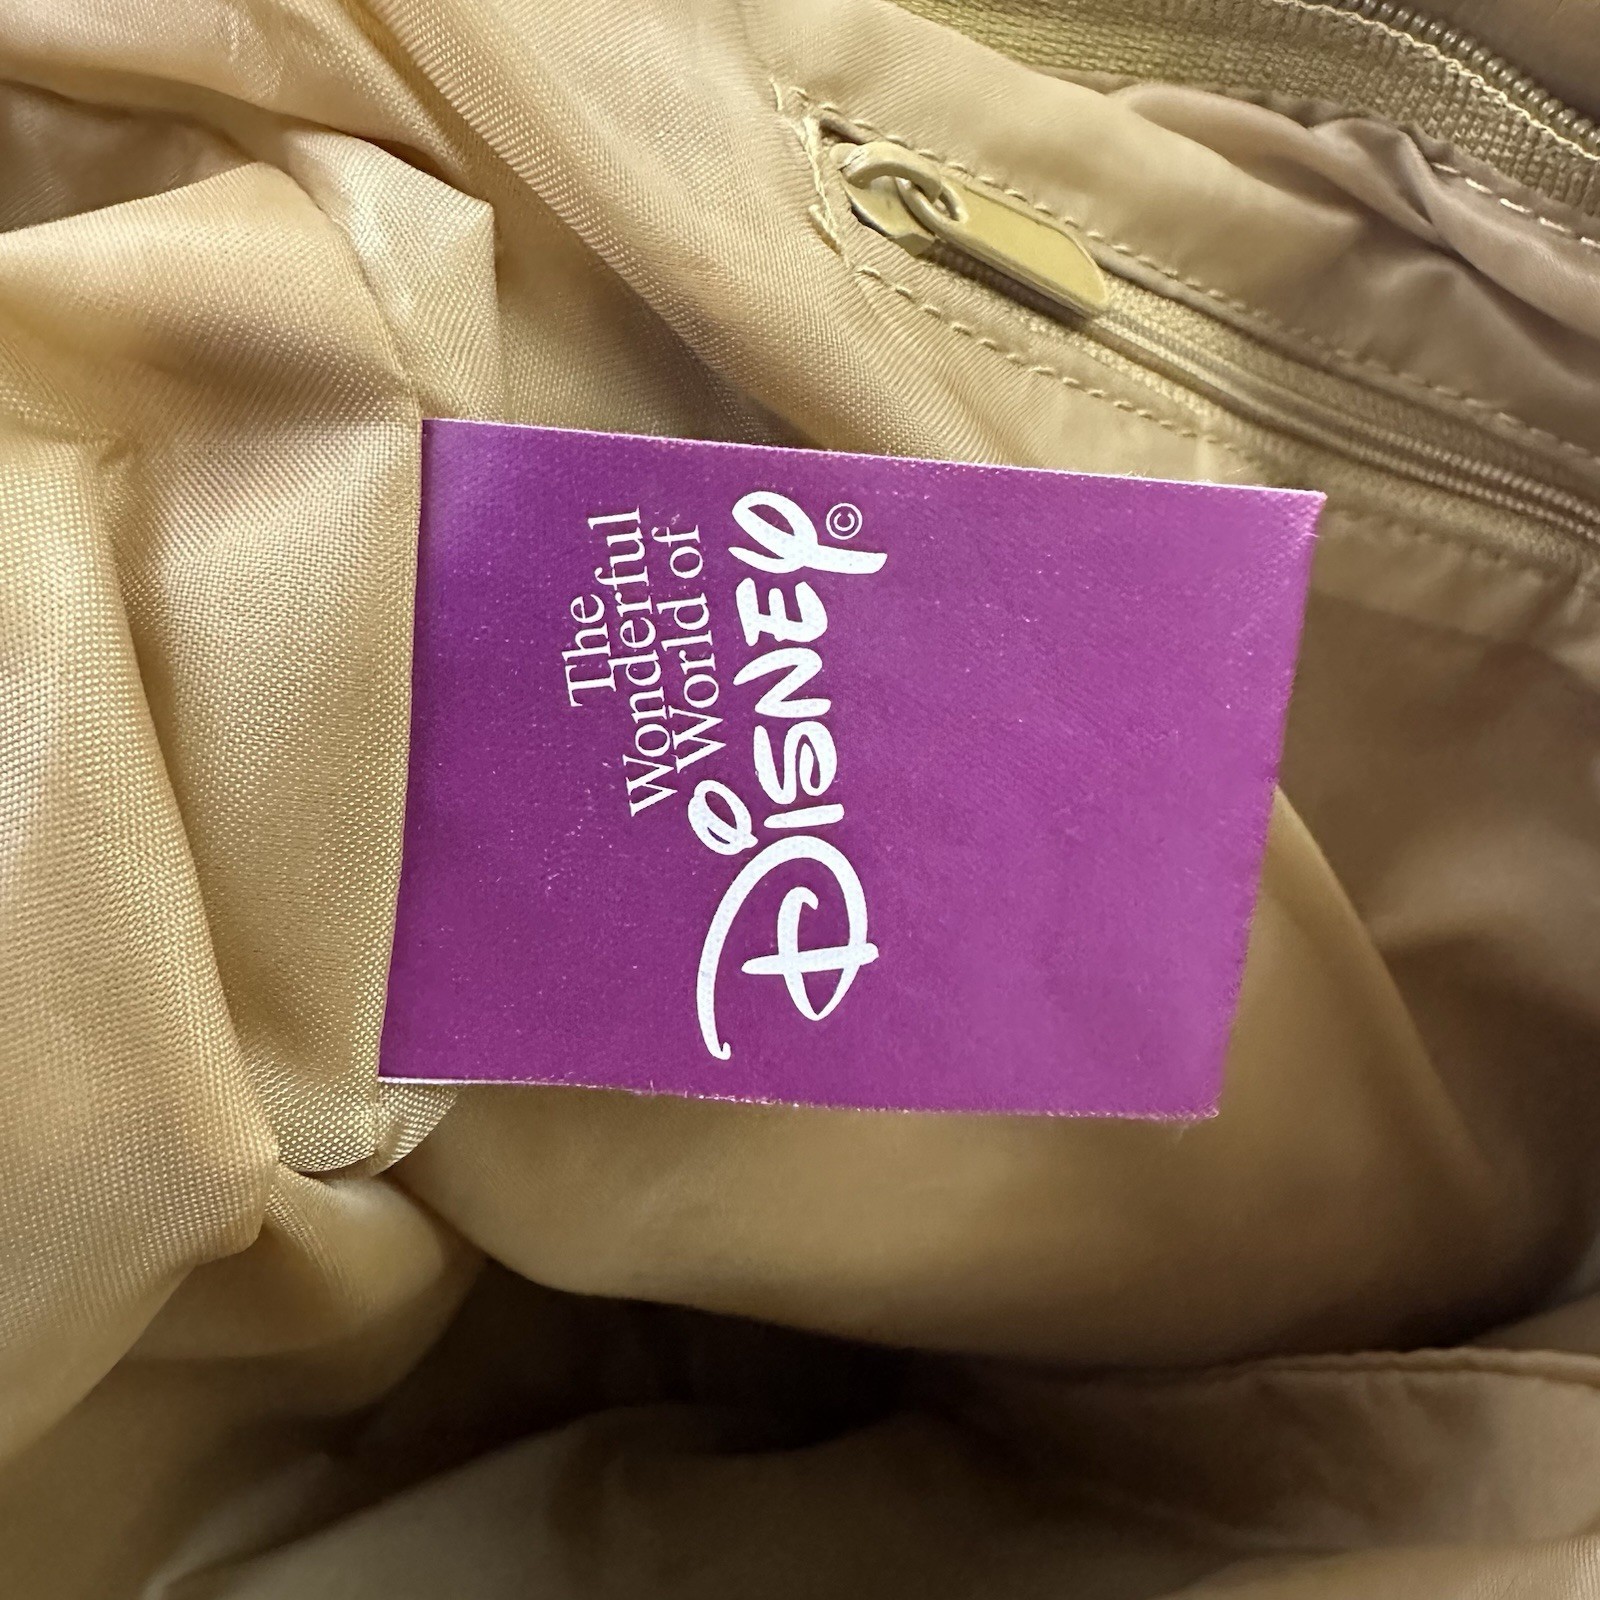 The
Wonderful
World of
Disney ©